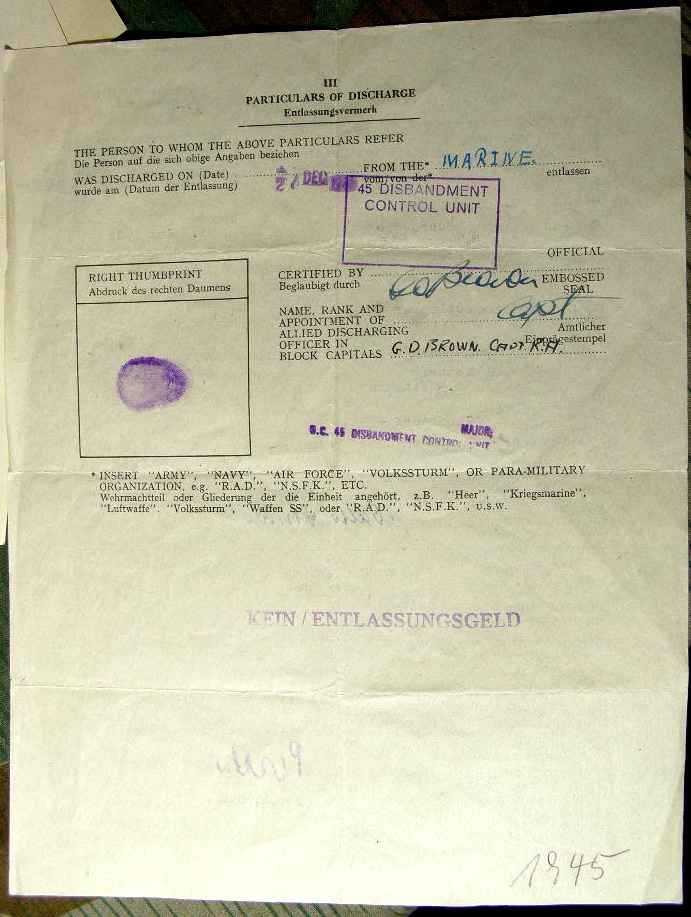 III
PARTICULARS OF DISCHARGE
Entlassungsvermerk
THE PERSON TO WHOM THE ABOVE PARTICULARS REFER
Die Person auf die sich obige Angaben beziehen
WAS DISCHARGED ON (Date) DEC FROM THE* MARINE.
wurde am (Datum der Entlassung) vom/von der* entlassen
45 DISBANDMENT
CONTROL UNIT
RIGHT THUMBPRINT
Abdruck des rechten Daumens
OFFICIAL
CERTIFIED BY EMBOSSED
Beglaubigt durch SEAL
Capt
NAME, RANK AND
APPOINTMENT OF Amtlicher
ALLIED DISCHARGING Einprägestempel
OFFICER IN
BLOCK CAPITALS G.D. BROWN. CAPT R.A.
MAJOR
O.C. 45 DISBANDMENT CONTROL UNIT
* INSERT "ARMY", "NAVY", "AIR FORCE", "VOLKSSTURM", OR PARA-MILITARY
ORGANIZATION, e.g. "R.A.D.", "N.S.F.K.", ETC.
Wehrmachtteil oder Gliederung der die Einheit angehört, z.B. "Heer", "Kriegsmarine",
"Luftwaffe", "Volkssturm", "Waffen SS", oder "R.A.D.", "N.S.F.K.", u.s.w.
KEIN / ENTLASSUNGSGELD
1945